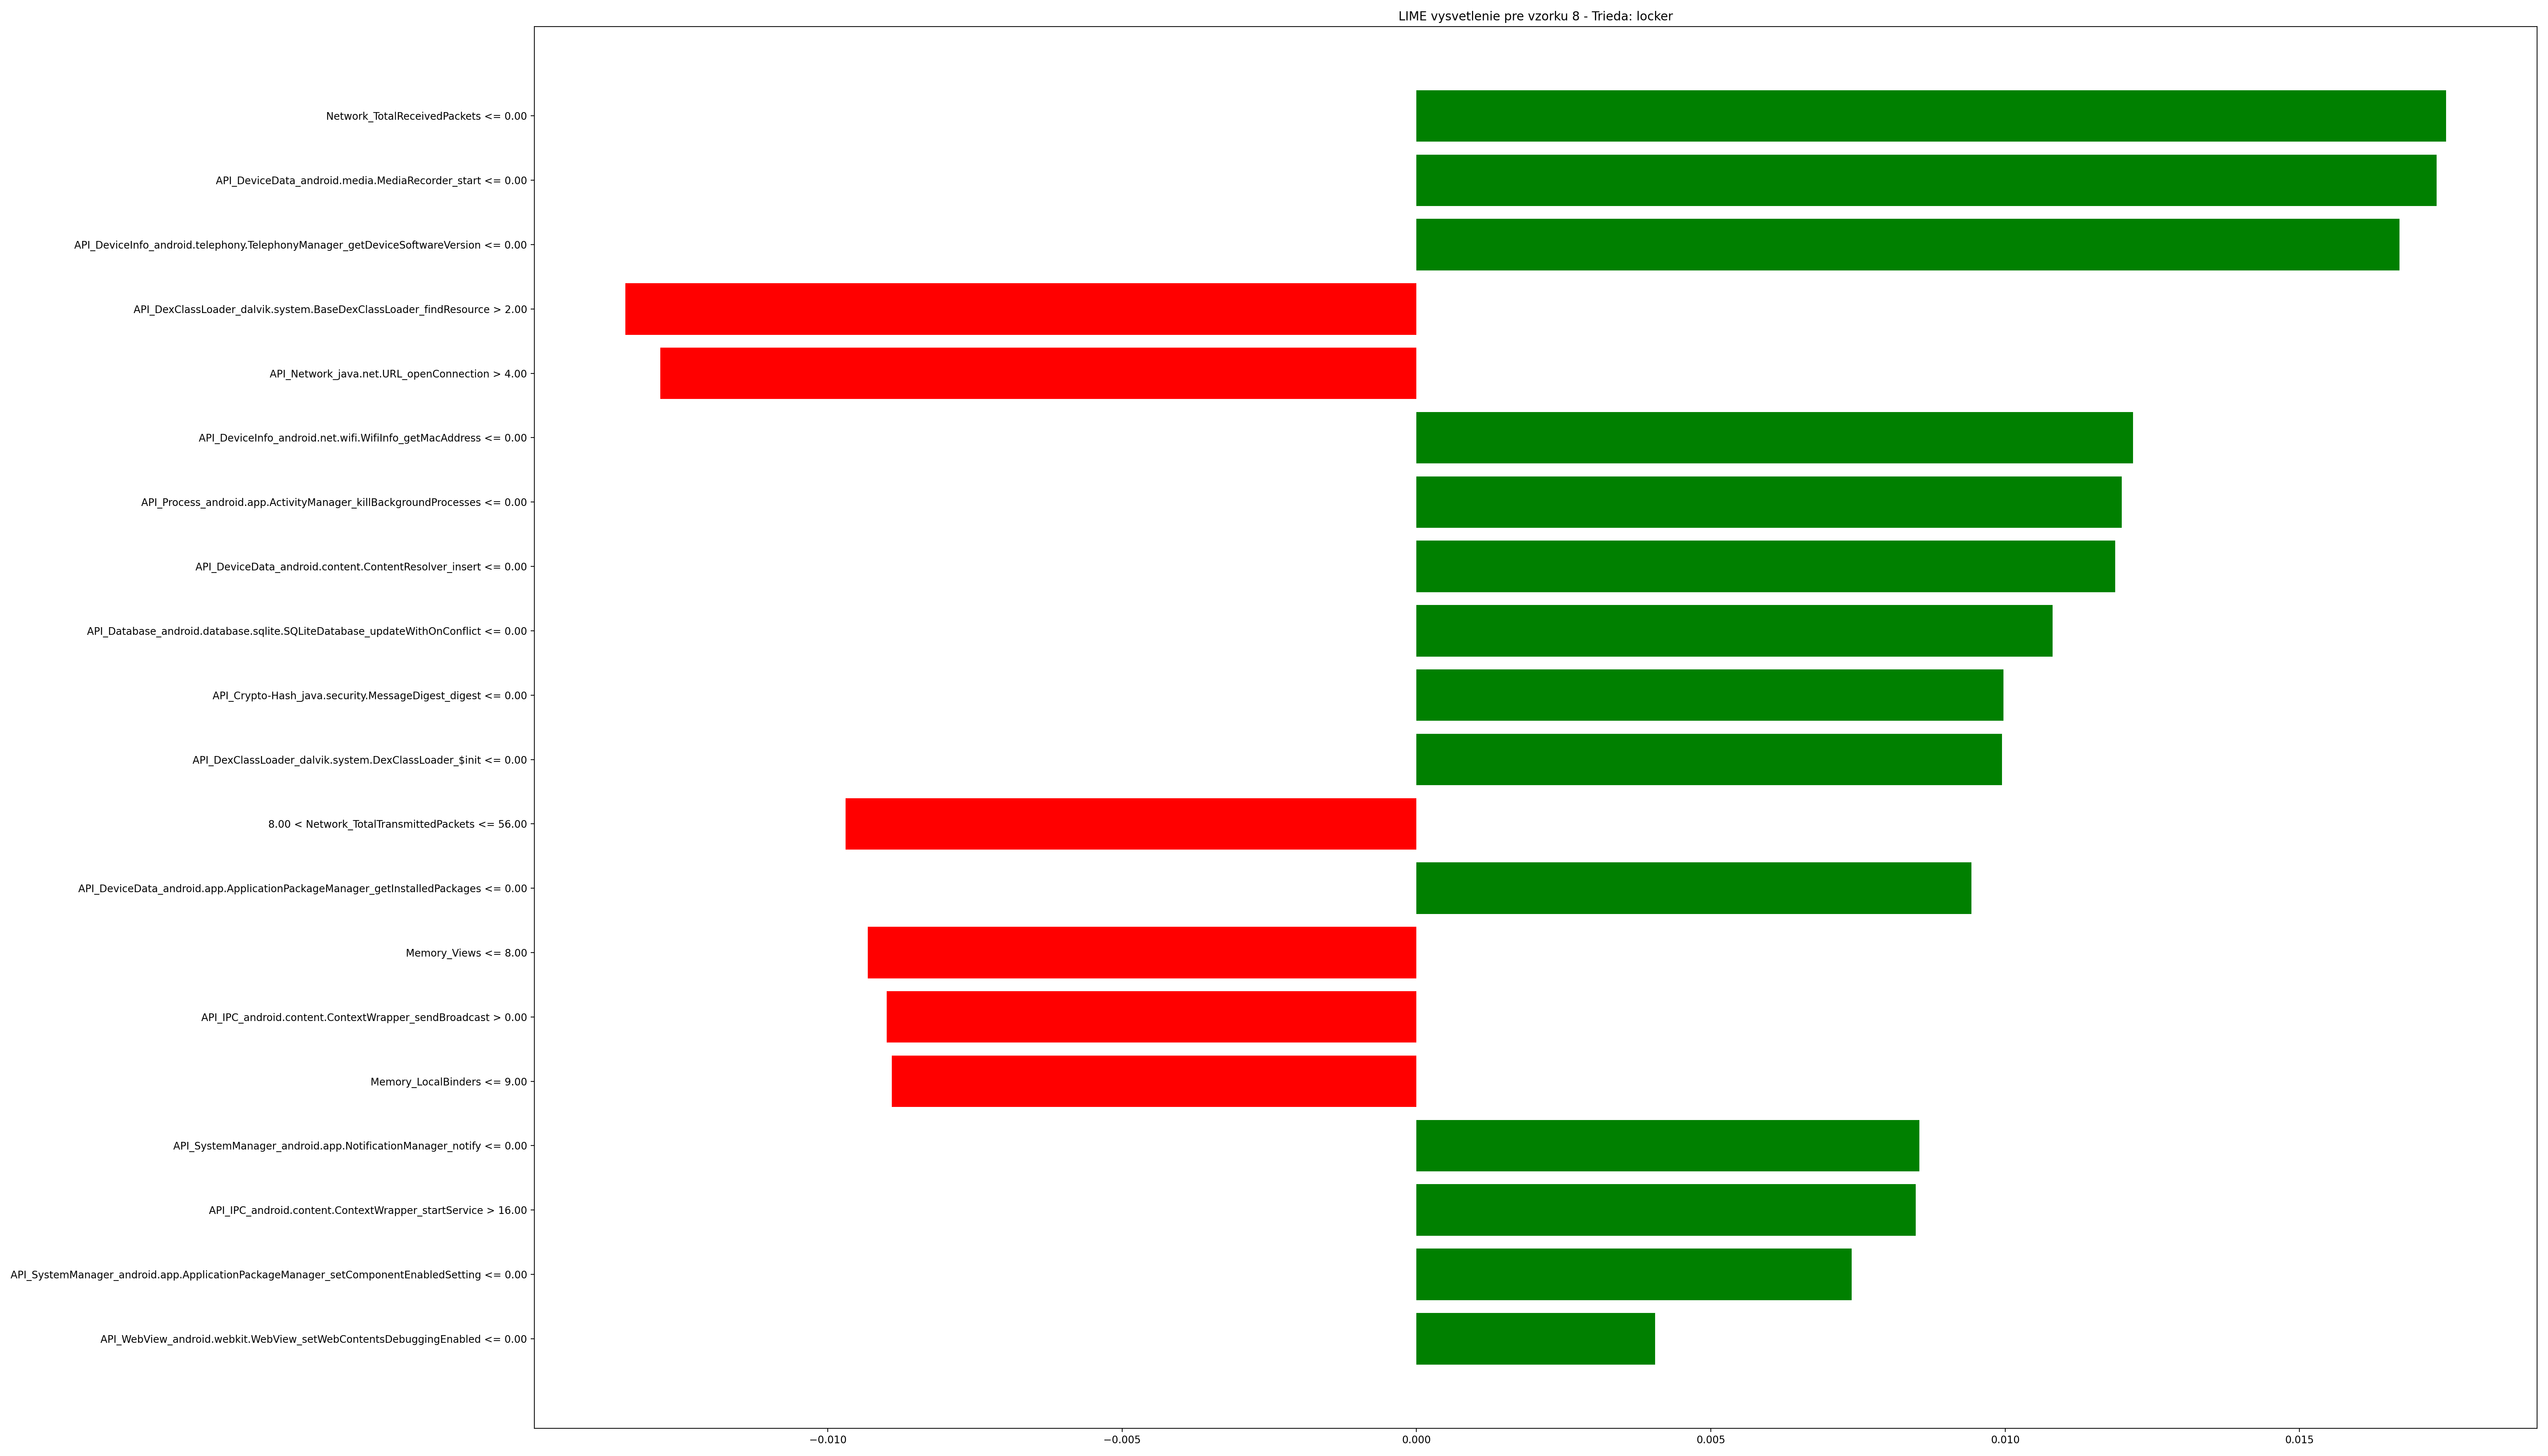 LIME vysvetlenie pre vzorku 8 - Trieda: locker
Network_TotalReceivedPackets <= 0.00
API_DeviceData_android.media.MediaRecorder_start <= 0.00
API_DeviceInfo_android.telephony.TelephonyManager_getDeviceSoftwareVersion <= 0.00
API_DexClassLoader_dalvik.system.BaseDexClassLoader_findResource > 2.00
API_Network_java.net.URL_openConnection > 4.00
API_DeviceInfo_android.net.wifi.WifiInfo_getMacAddress <= 0.00
API_Process_android.app.ActivityManager_killBackgroundProcesses <= 0.00
API_DeviceData_android.content.ContentResolver_insert <= 0.00
API_Database_android.database.sqlite.SQLiteDatabase_updateWithOnConflict <= 0.00
API_Crypto-Hash_java.security.MessageDigest_digest <= 0.00
API_DexClassLoader_dalvik.system.DexClassLoader_$init <= 0.00
8.00 < Network_TotalTransmittedPackets <= 56.00
API_DeviceData_android.app.ApplicationPackageManager_getInstalledPackages <= 0.00
Memory_Views <= 8.00
API_IPC_android.content.ContextWrapper_sendBroadcast > 0.00
Memory_LocalBinders <= 9.00
API_SystemManager_android.app.NotificationManager_notify <= 0.00
API_IPC_android.content.ContextWrapper_startService > 16.00
API_SystemManager_android.app.ApplicationPackageManager_setComponentEnabledSetting <= 0.00
API_WebView_android.webkit.WebView_setWebContentsDebuggingEnabled <= 0.00
−0.010 −0.005 0.000 0.005 0.010 0.015